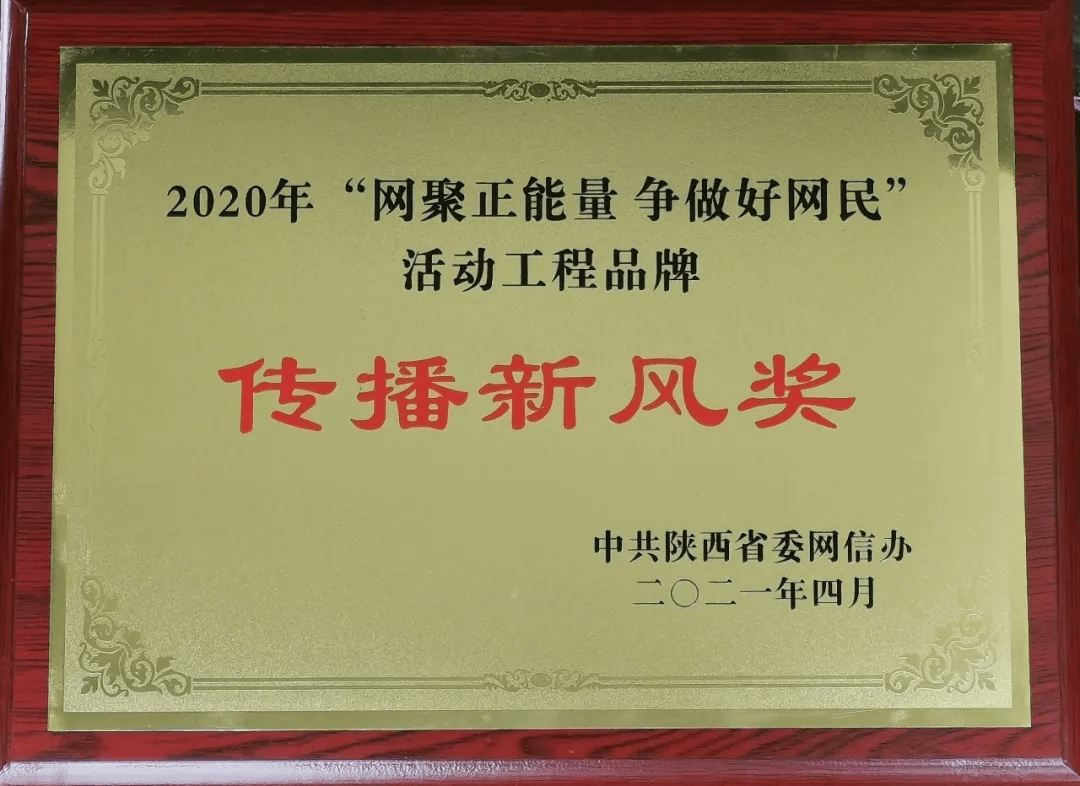 2020年“网聚正能量 争做好网民”
活动工程品牌
传播新风奖
中共陕西省委网信办
二〇二一年四月